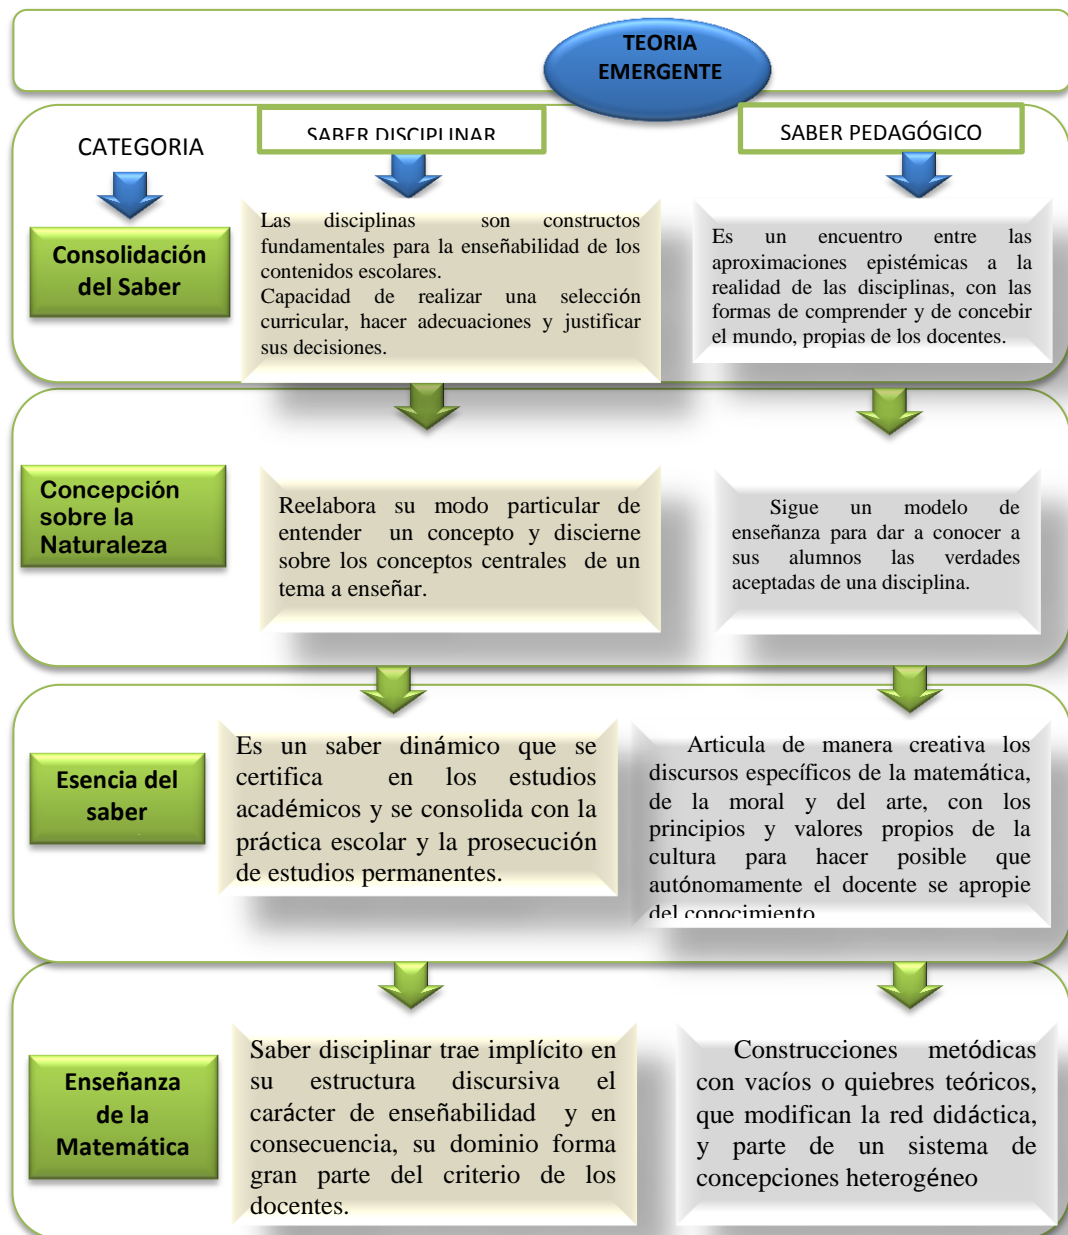 TEORIA
EMERGENTE
CATEGORIA
SABER DISCIPLINAR
SABER PEDAGÓGICO
Consolidación
del Saber
Las disciplinas son constructos
fundamentales para la enseñabilidad de los
contenidos escolares.
Capacidad de realizar una selección
curricular, hacer adecuaciones y justificar
sus decisiones.
Es un encuentro entre las
aproximaciones epistémicas a la
realidad de las disciplinas, con las
formas de comprender y de concebir
el mundo, propias de los docentes.
Concepción
sobre la
Naturaleza
Reelabora su modo particular de
entender un concepto y discierne
sobre los conceptos centrales de un
tema a enseñar.
Sigue un modelo de
enseñanza para dar a conocer a
sus alumnos las verdades
aceptadas de una disciplina.
Esencia del
saber
Es un saber dinámico que se
certifica en los estudios
académicos y se consolida con la
práctica escolar y la prosecución
de estudios permanentes.
Articula de manera creativa los
discursos específicos de la matemática,
de la moral y del arte, con los
principios y valores propios de la
cultura para hacer posible que
autónomamente el docente se apropie
del conocimiento
Enseñanza
de la
Matemática
Saber disciplinar trae implícito en
su estructura discursiva el
carácter de enseñabilidad y en
consecuencia, su dominio forma
gran parte del criterio de los
docentes.
Construcciones metódicas
con vacíos o quiebres teóricos,
que modifican la red didáctica,
y parte de un sistema de
concepciones heterogéneo